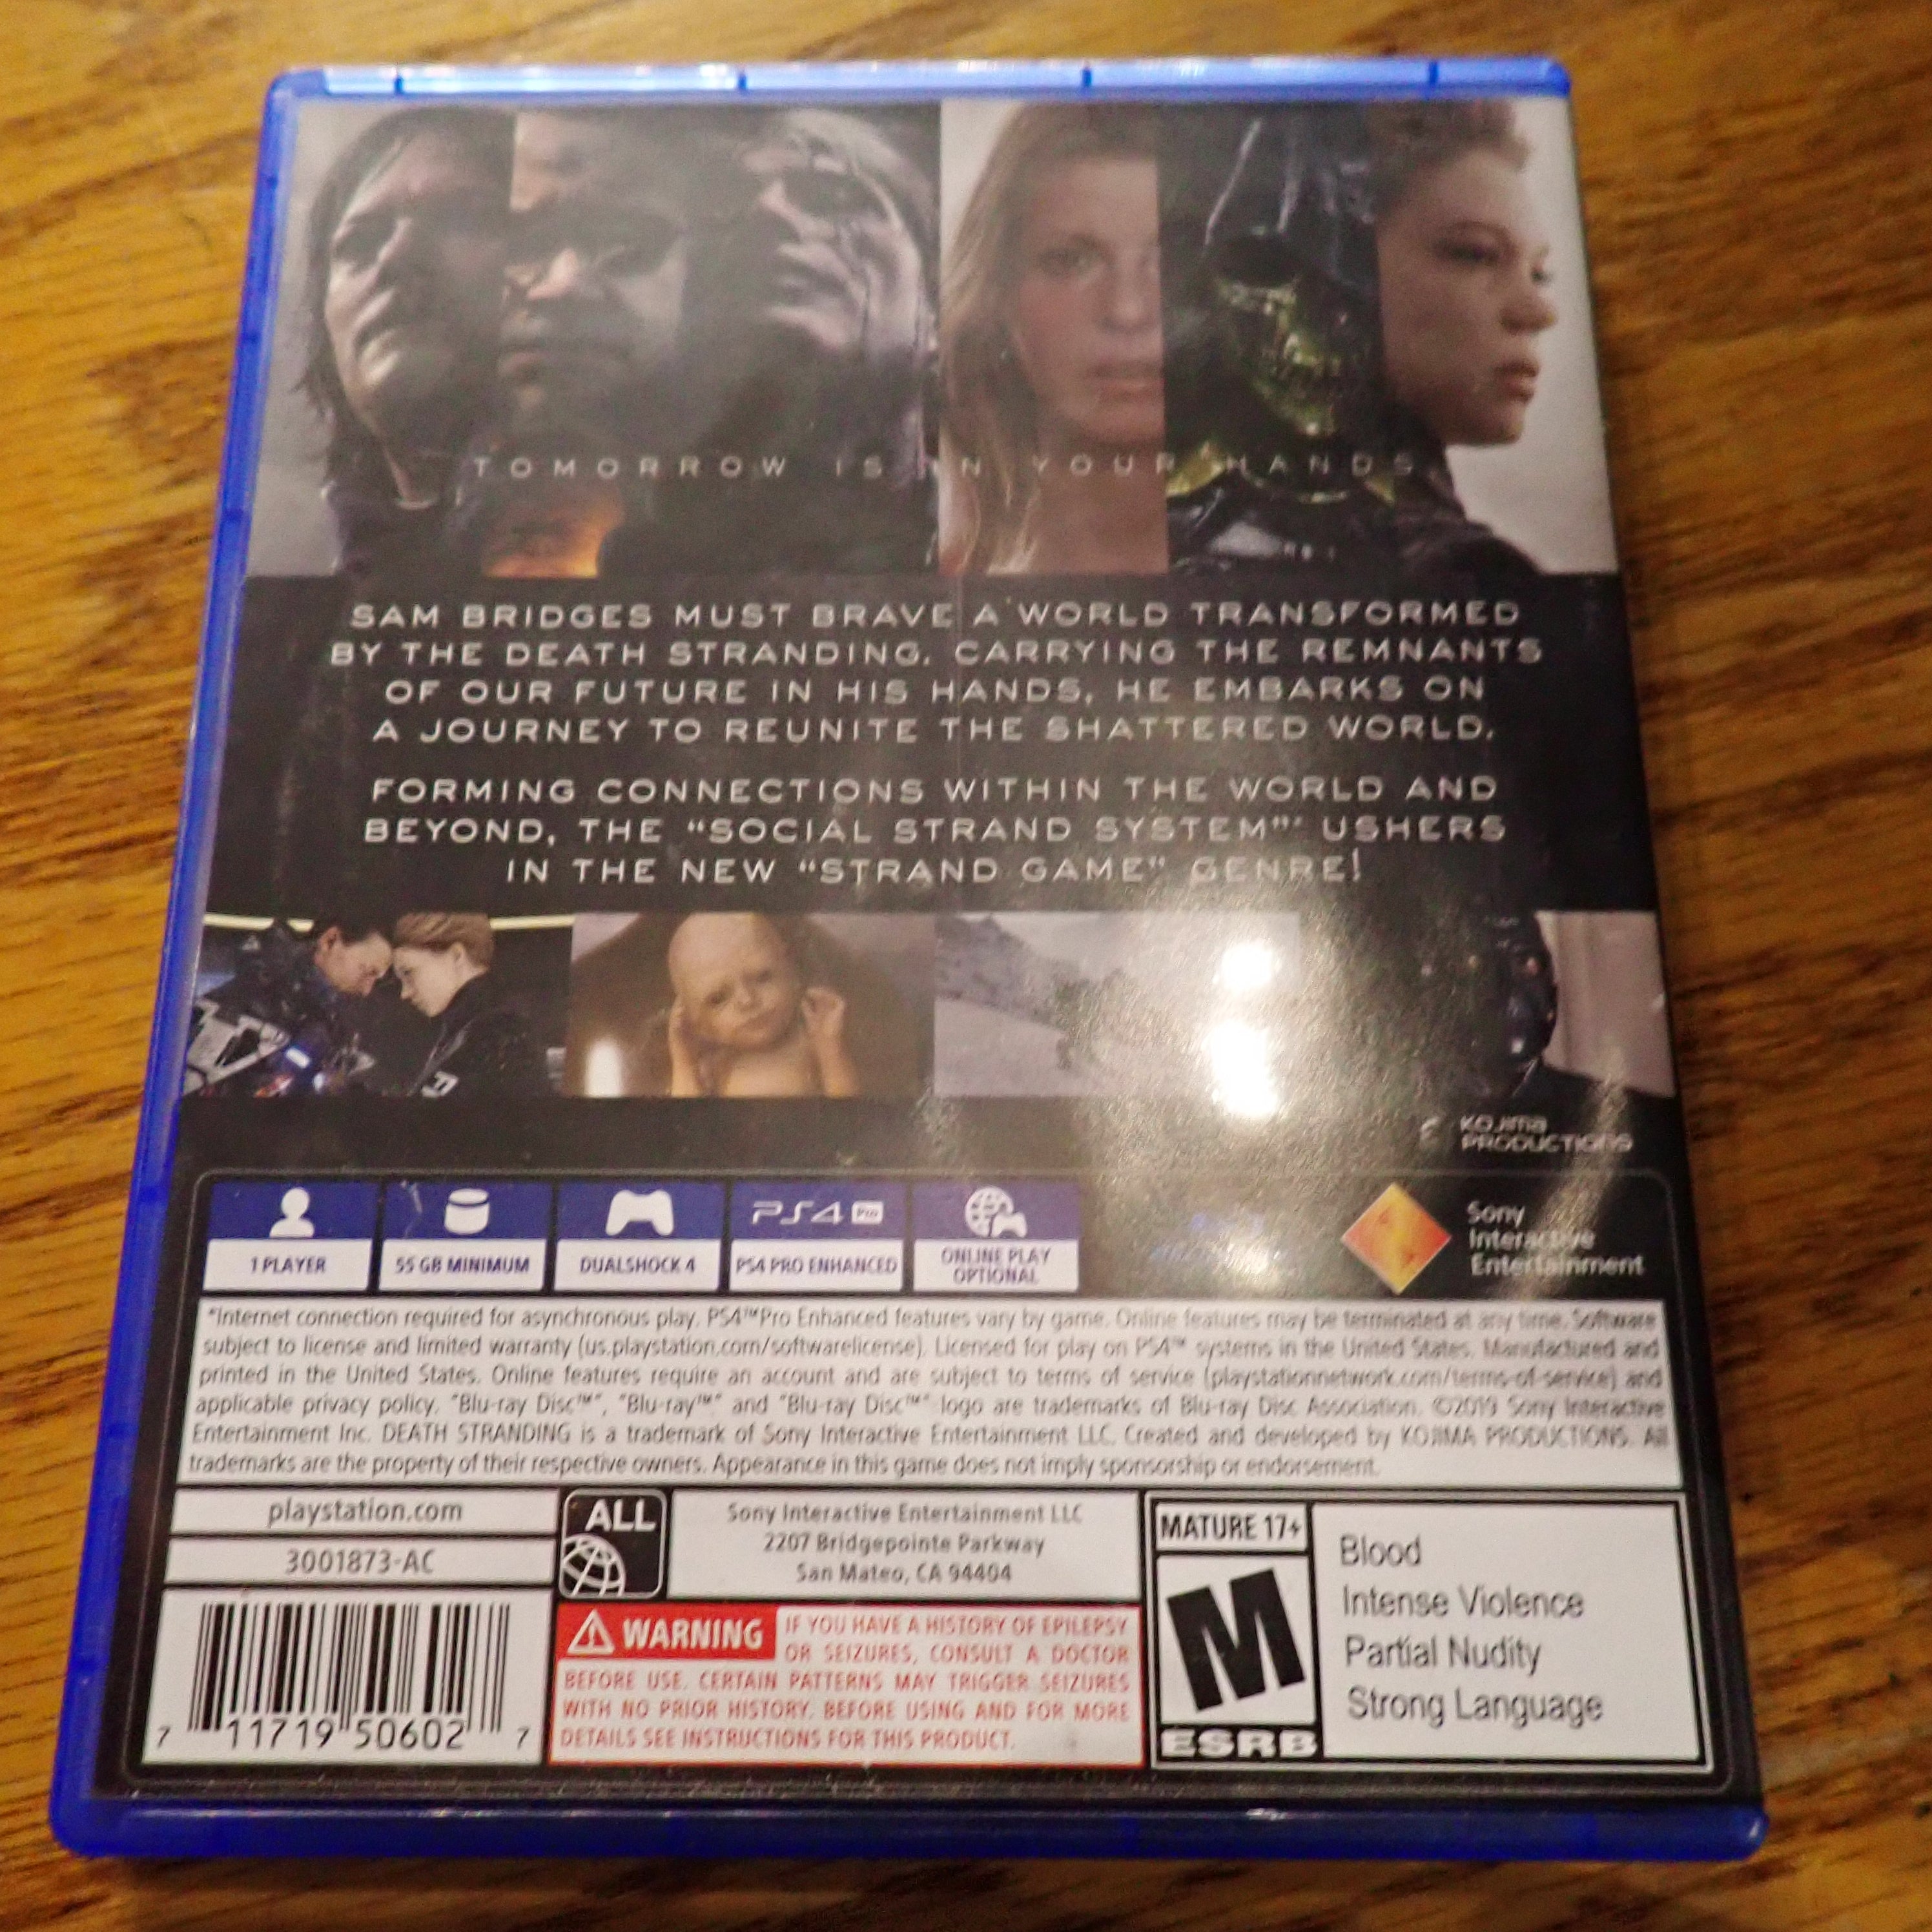 TOMORROW IS IN YOUR HANDS
SAM BRIDGES MUST BRAVE A WORLD TRANSFORMED
BY THE DEATH STRANDING. CARRYING THE REMNANTS
OF OUR FUTURE IN HIS HANDS, HE EMBARKS ON
A JOURNEY TO REUNITE THE SHATTERED WORLD.
FORMING CONNECTIONS WITHIN THE WORLD AND
BEYOND, THE “SOCIAL STRAND SYSTEM”* USHERS
IN THE NEW “STRAND GAME” GENRE!
KOJIMA
PRODUCTIONS
PS4 Pro
1 PLAYER
55 GB MINIMUM
DUALSHOCK 4
PS4 PRO ENHANCED
ONLINE PLAY
OPTIONAL
Sony
Interactive
Entertainment
*Internet connection required for asynchronous play. PS4™Pro Enhanced features vary by game. Online features may be terminated at any time. Software
subject to license and limited warranty (us.playstation.com/softwarelicense). Licensed for play on PS4™ systems in the United States. Manufactured and
printed in the United States. Online features require an account and are subject to terms of service (playstationnetwork.com/terms-of-service) and
applicable privacy policy. “Blu-ray Disc™”, “Blu-ray™” and “Blu-ray Disc™” logo are trademarks of Blu-ray Disc Association. ©2019 Sony Interactive
Entertainment Inc. DEATH STRANDING is a trademark of Sony Interactive Entertainment LLC. Created and developed by KOJIMA PRODUCTIONS. All
trademarks are the property of their respective owners. Appearance in this game does not imply sponsorship or endorsement.
playstation.com
3001873-AC
7 11719 50602 7
ALL
Sony Interactive Entertainment LLC
2207 Bridgepointe Parkway
San Mateo, CA 94404
WARNING IF YOU HAVE A HISTORY OF EPILEPSY
OR SEIZURES, CONSULT A DOCTOR
BEFORE USE. CERTAIN PATTERNS MAY TRIGGER SEIZURES
WITH NO PRIOR HISTORY. BEFORE USING AND FOR MORE
DETAILS SEE INSTRUCTIONS FOR THIS PRODUCT.
MATURE 17+
M
ESRB
Blood
Intense Violence
Partial Nudity
Strong Language